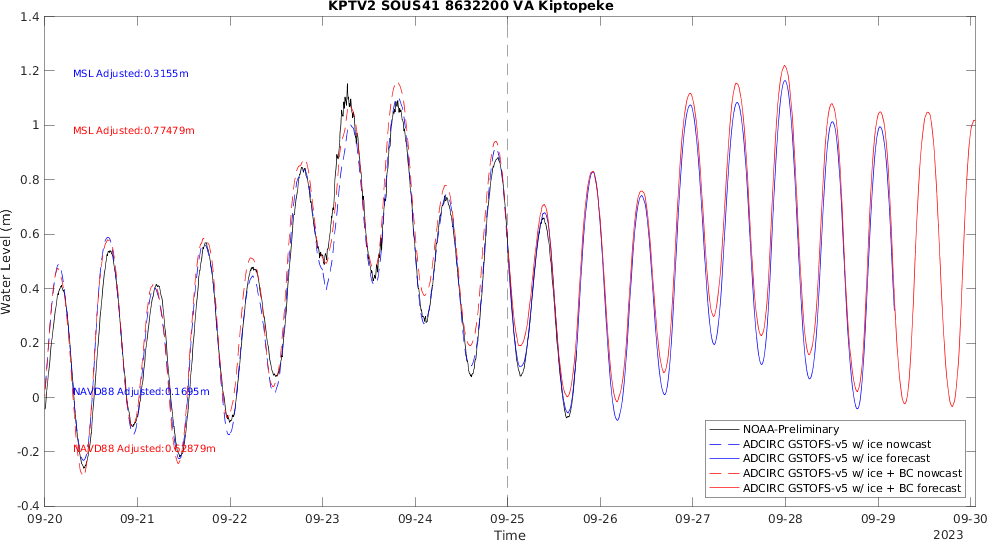 KPTV2 SOUS41 8632200 VA Kiptopeke
1.4
1.2
1
0.8
0.6
0.4
0.2
0
-0.2
-0.4
Water Level (m)
MSL Adjusted:0.3155m
MSL Adjusted:0.77479m
NAVD88 Adjusted:0.1695m
NAVD88 Adjusted:0.62879m
NOAA-Preliminary
ADCIRC GSTOFS-v5 w/ ice nowcast
ADCIRC GSTOFS-v5 w/ ice forecast
ADCIRC GSTOFS-v5 w/ ice + BC nowcast
ADCIRC GSTOFS-v5 w/ ice + BC forecast
09-20 09-21 09-22 09-23 09-24 09-25 09-26 09-27 09-28 09-29 09-30
Time
2023